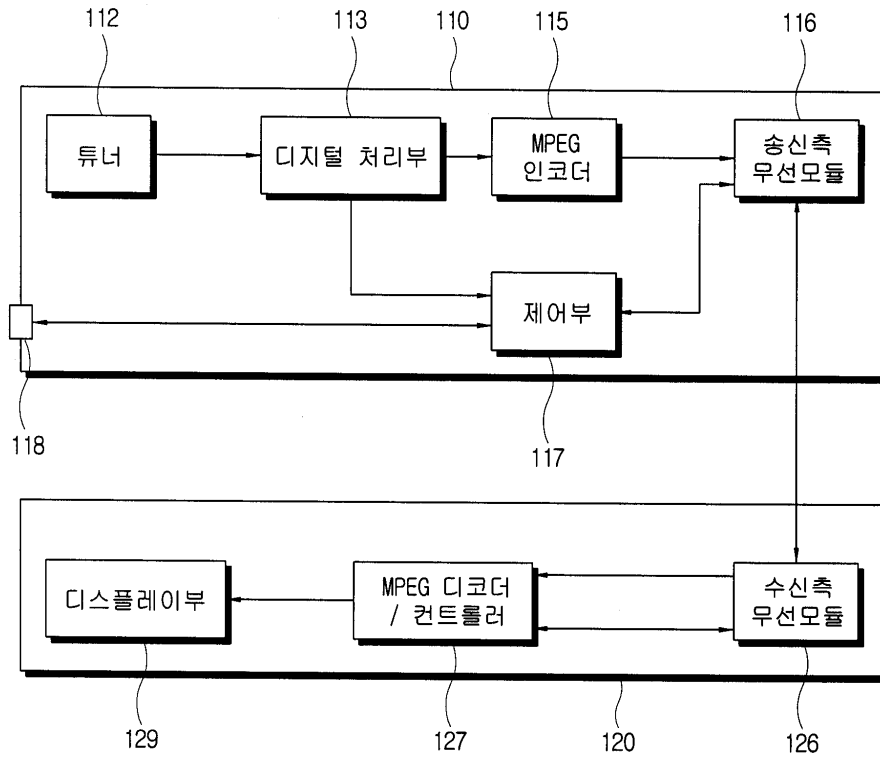 112
113
110
115
116
튜너
디지털 처리부
MPEG
인코더
송신측
무선모듈
제어부
118
117
디스플레이부
MPEG 디코더
/ 컨트롤러
수신측
무선모듈
129
127
120
126